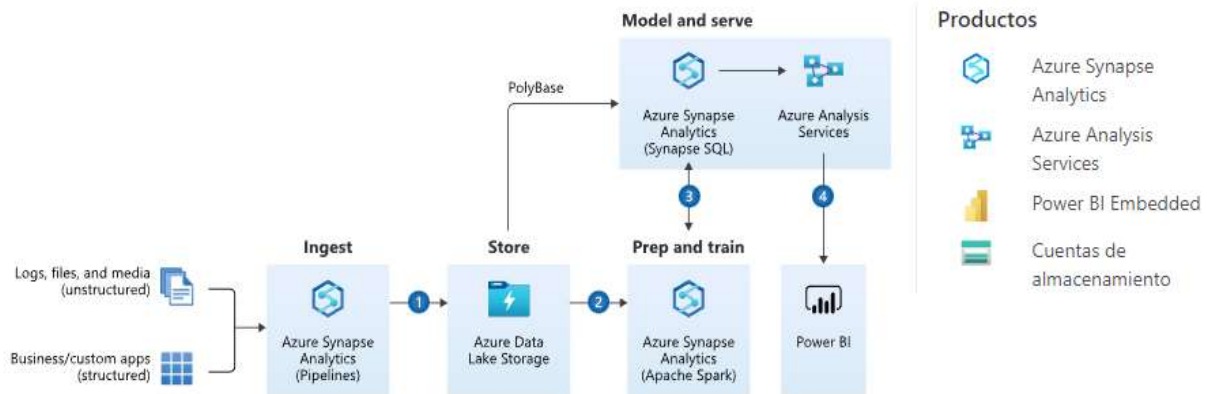 Model and serve
PolyBase
Azure Synapse
Analytics
(Synapse SQL)
Azure Analysis
Services
3
4
Ingest
Store
Prep and train
Logs, files, and media
(unstructured)
Business/custom apps
(structured)
Azure Synapse
Analytics
(Pipelines)
1
Azure Data
Lake Storage
2
Azure Synapse
Analytics
(Apache Spark)
Power BI
Productos
Azure Synapse
Analytics
Azure Analysis
Services
Power BI Embedded
Cuentas de
almacenamiento